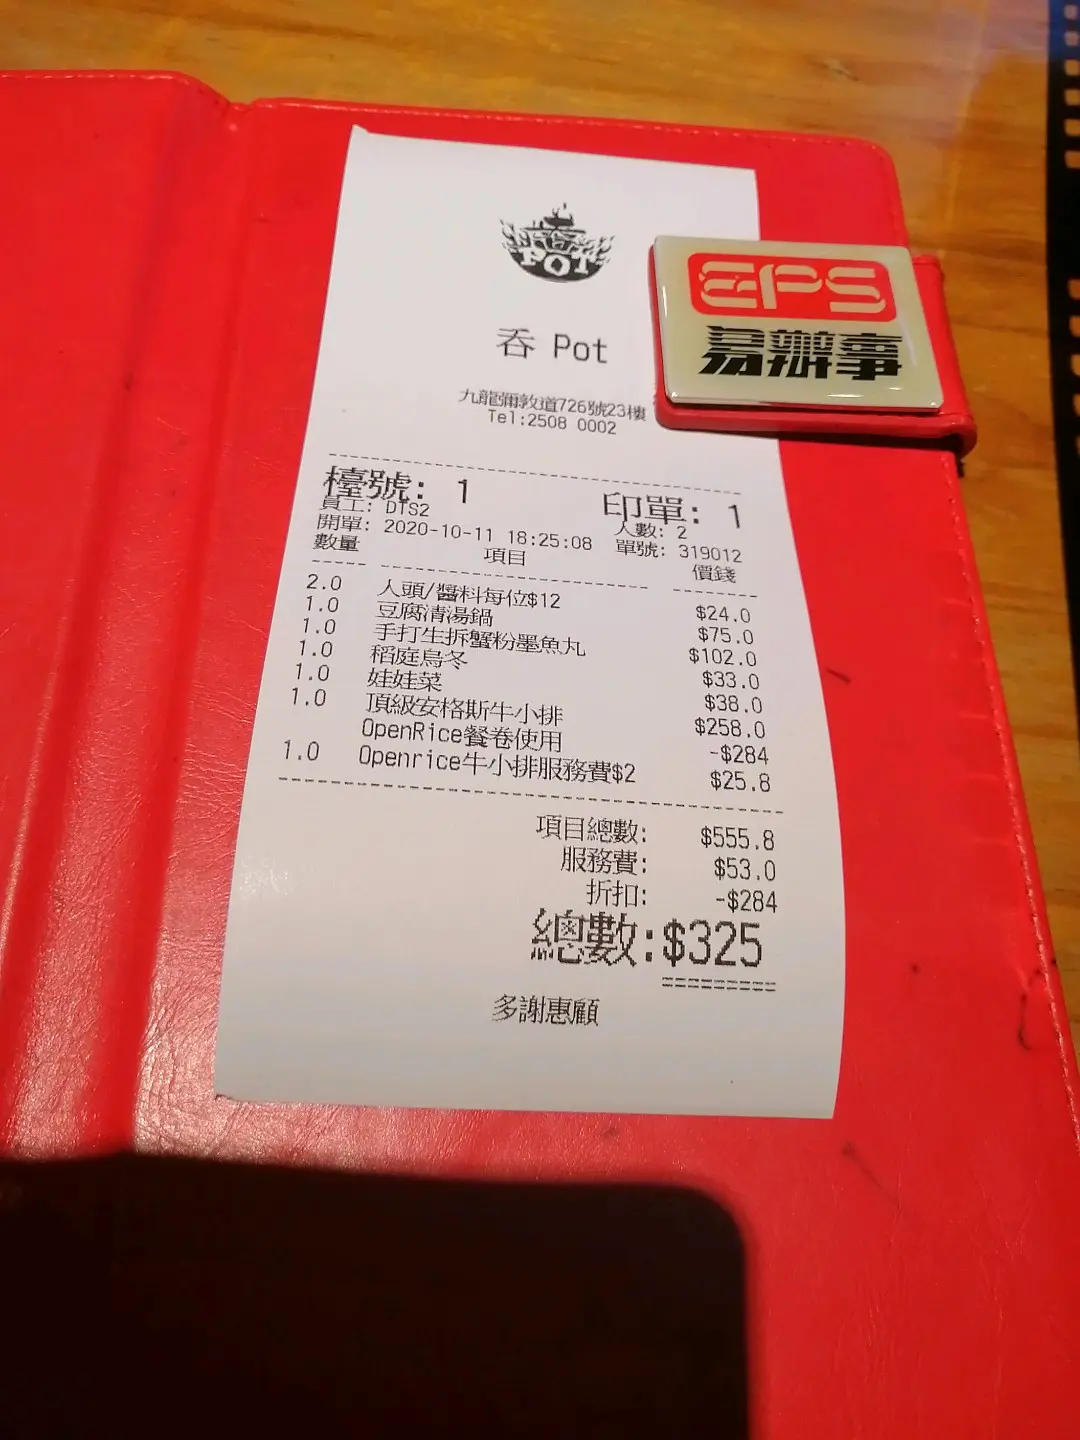 POT
EPS
易辦事
呑 Pot
九龍彌敦道726號23樓
Tel:2508 0002
檯號: 1 印單: 1
員工: DTS2 人數: 2
開單: 2020-10-11 18:25:08 單號: 319012
數量 項目 價錢
2.0 人頭/醬料每位$12 $24.0
1.0 豆腐清湯鍋 $75.0
1.0 手打生拆蟹粉墨魚丸 $102.0
1.0 稻庭烏冬 $33.0
1.0 娃娃菜 $38.0
1.0 頂級安格斯牛小排 $258.0
OpenRice餐卷使用 -$284
1.0 Openrice牛小排服務費$2 $25.8
項目總數: $555.8
服務費: $53.0
折扣: -$284
總數:$325
多謝惠顧